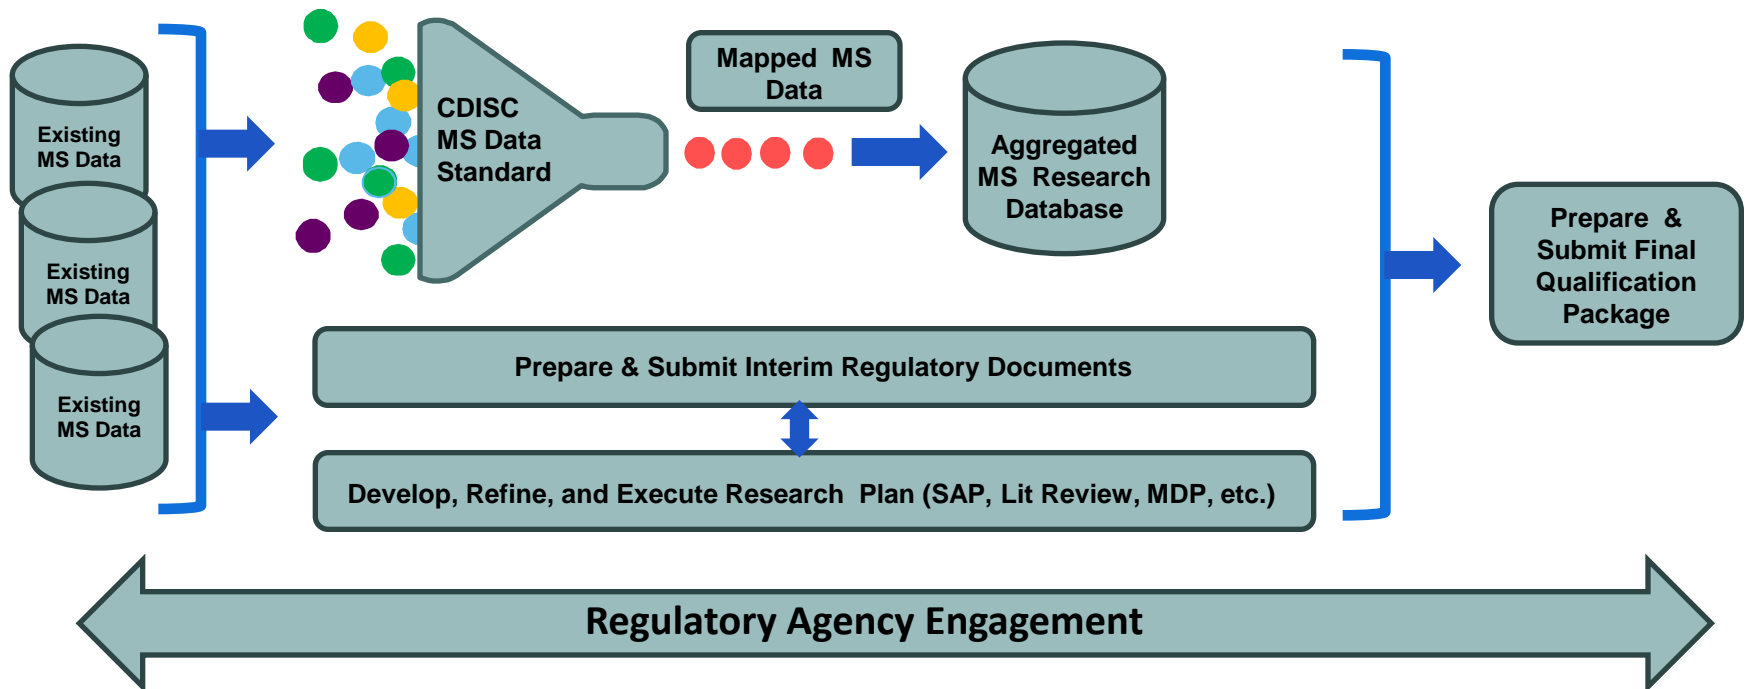 Existing
MS Data
Existing
MS Data
Existing
MS Data
CDISC
MS Data
Standard
Mapped MS
Data
Aggregated
MS Research
Database
Prepare & Submit Interim Regulatory Documents
Develop, Refine, and Execute Research Plan (SAP, Lit Review, MDP, etc.)
Prepare &
Submit Final
Qualification
Package
Regulatory Agency Engagement